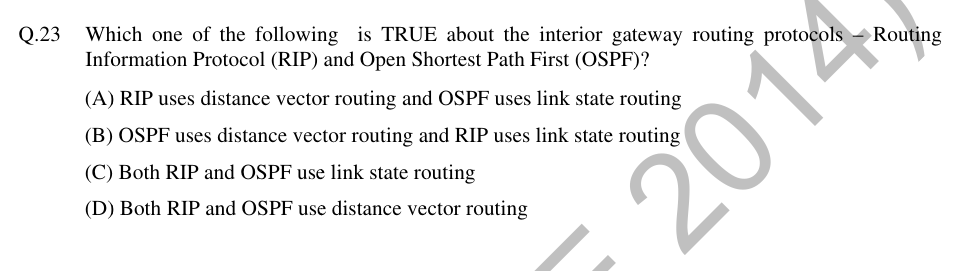 Q.23 Which one of the following is TRUE about the interior gateway routing protocols – Routing
Information Protocol (RIP) and Open Shortest Path First (OSPF)?
(A) RIP uses distance vector routing and OSPF uses link state routing
(B) OSPF uses distance vector routing and RIP uses link state routing
(C) Both RIP and OSPF use link state routing
(D) Both RIP and OSPF use distance vector routing
2014)